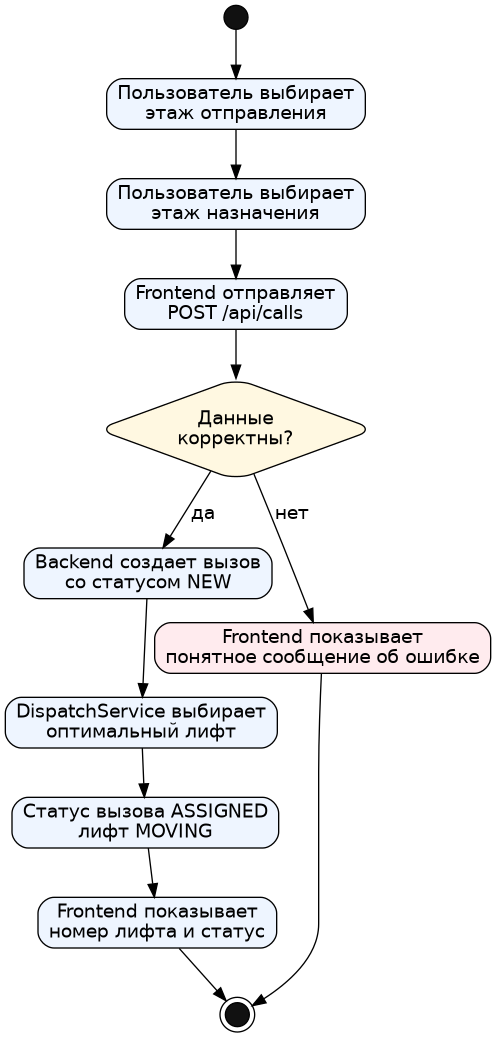 Пользователь выбирает
этаж отправления
Пользователь выбирает
этаж назначения
Frontend отправляет
POST /api/calls
Данные
корректны?
да
нет
Backend создает вызов
со статусом NEW
Frontend показывает
понятное сообщение об ошибке
DispatchService выбирает
оптимальный лифт
Статус вызова ASSIGNED
лифт MOVING
Frontend показывает
номер лифта и статус